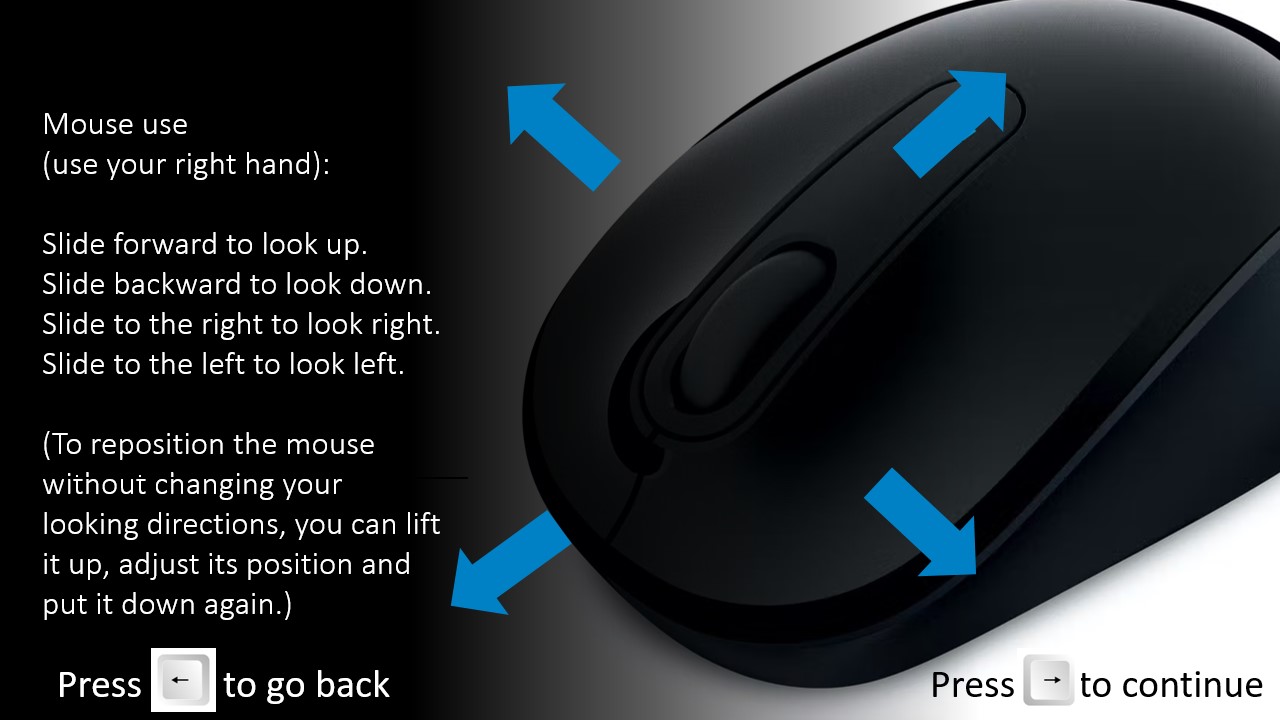 Mouse use
(use your right hand):
Slide forward to look up.
Slide backward to look down.
Slide to the right to look right.
Slide to the left to look left.
(To reposition the mouse
without changing your
looking directions, you can lift
it up, adjust its position and
put it down again.)
Press ← to go back
Press → to continue